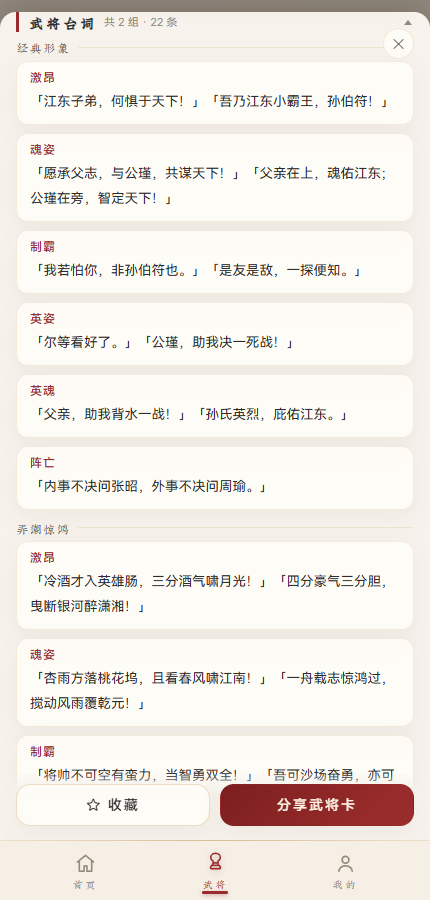 武将台词 共 2 组 · 22 条
经典形象
激昂
「江东子弟，何惧于天下！」「吾乃江东小霸王，孙伯符！」
魂姿
「愿承父志，与公瑾，共谋天下！」「父亲在上，魂佑江东；
公瑾在旁，智定天下！」
制霸
「我若怕你，非孙伯符也。」「是友是敌，一探便知。」
英姿
「尔等看好了。」「公瑾，助我决一死战！」
英魂
「父亲，助我背水一战！」「孙氏英烈，庇佑江东。」
阵亡
「内事不决问张昭，外事不决问周瑜。」
弄潮惊鸿
激昂
「冷酒才入英雄肠，三分酒气啸月光！」「四分豪气三分胆，
曳断银河醉潇湘！」
魂姿
「杏雨方落桃花坞，且看春风啸江南！」「一舟载志惊鸿过，
搅动风雨覆乾元！」
制霸
「将帅不可空有蛮力，当智勇双全！」「吾可沙场奋勇，亦可
收藏
分享武将卡
首页
武将
我的